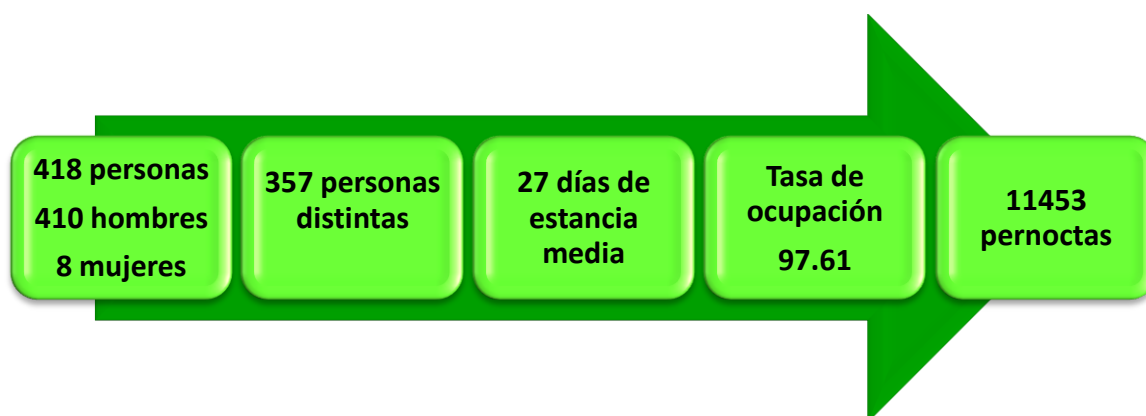 418 personas
410 hombres
8 mujeres
357 personas
distintas
27 días de
estancia
media
Tasa de
ocupación
97.61
11453
pernoctas